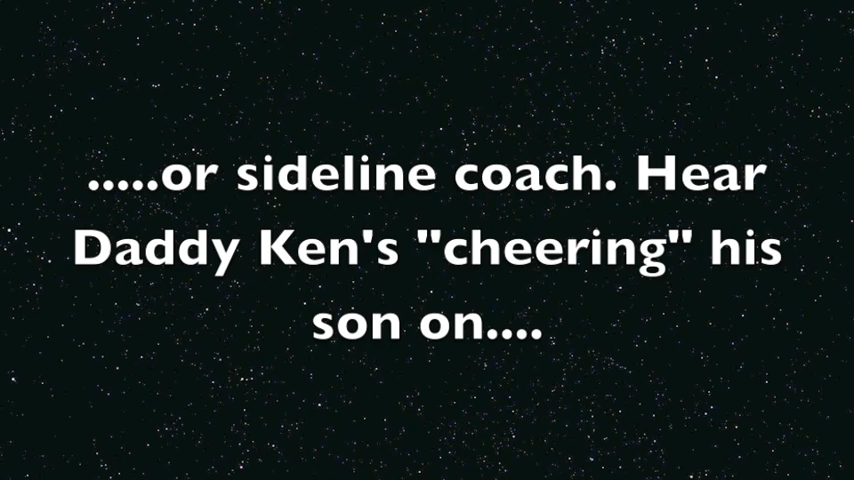 .....or sideline coach. Hear
Daddy Ken's "cheering" his
son on....